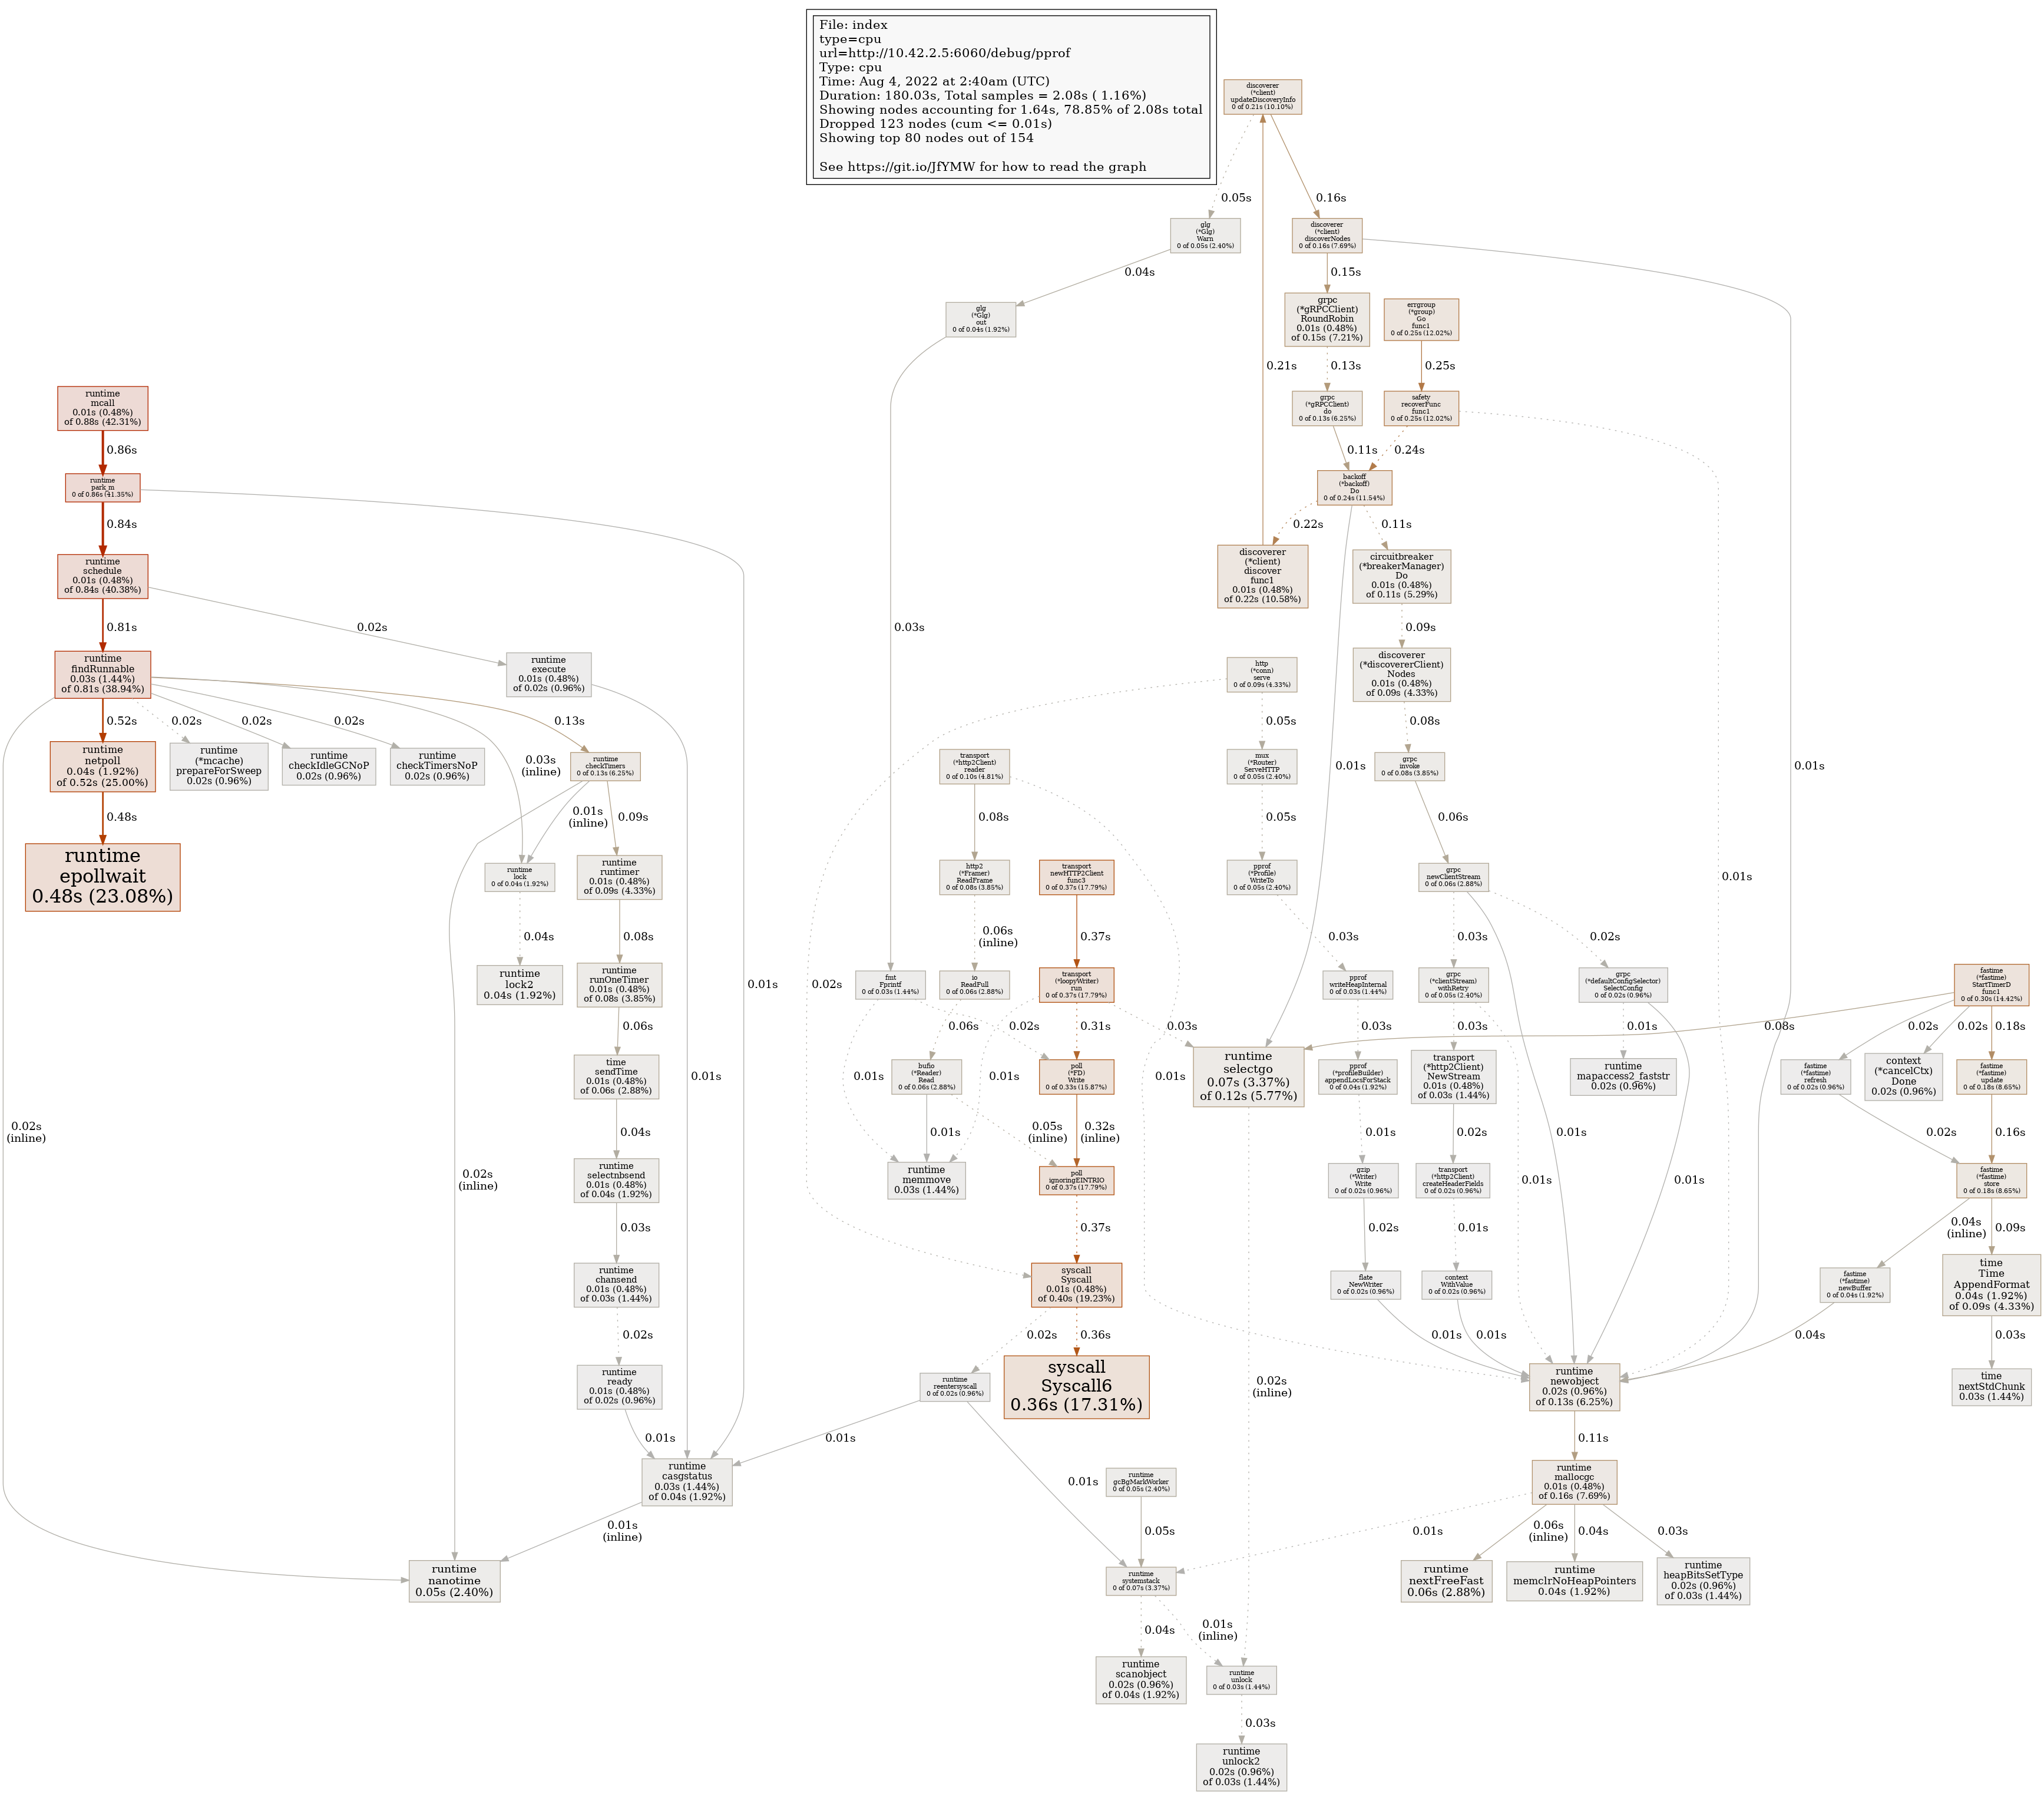 File: index
type=cpu
url=http://10.42.2.5:6060/debug/pprof
Type: cpu
Time: Aug 4, 2022 at 2:40am (UTC)
Duration: 180.03s, Total samples = 2.08s ( 1.16%)
Showing nodes accounting for 1.64s, 78.85% of 2.08s total
Dropped 123 nodes (cum <= 0.01s)
Showing top 80 nodes out of 154
See https://git.io/JfYMW for how to read the graph
discoverer
(*client)
updateDiscoveryInfo
0 of 0.21s (10.10%)
0.05s
0.16s
glg
(*Glg)
Warn
0 of 0.05s (2.40%)
discoverer
(*client)
discoverNodes
0 of 0.16s (7.69%)
0.04s
0.15s
glg
(*Glg)
out
0 of 0.04s (1.92%)
grpc
(*gRPCClient)
RoundRobin
0.01s (0.48%)
of 0.15s (7.21%)
errgroup
(*group)
Go
func1
0 of 0.25s (12.02%)
0.21s
0.13s
0.25s
runtime
mcall
0.01s (0.48%)
of 0.88s (42.31%)
grpc
(*gRPCClient)
do
0 of 0.13s (6.25%)
safety
recoverFunc
func1
0 of 0.25s (12.02%)
0.86s
0.11s
0.24s
runtime
park_m
0 of 0.86s (41.35%)
backoff
(*backoff)
Do
0 of 0.24s (11.54%)
0.84s
0.22s
0.11s
runtime
schedule
0.01s (0.48%)
of 0.84s (40.38%)
discoverer
(*client)
discover
func1
0.01s (0.48%)
of 0.22s (10.58%)
circuitbreaker
(*breakerManager)
Do
0.01s (0.48%)
of 0.11s (5.29%)
0.81s
0.02s
0.03s
0.09s
runtime
findRunnable
0.03s (1.44%)
of 0.81s (38.94%)
runtime
execute
0.01s (0.48%)
of 0.02s (0.96%)
http
(*conn)
serve
0 of 0.09s (4.33%)
discoverer
(*discovererClient)
Nodes
0.01s (0.48%)
of 0.09s (4.33%)
0.52s
0.02s
0.02s
0.02s
0.13s
0.05s
0.08s
runtime
netpoll
0.04s (1.92%)
of 0.52s (25.00%)
runtime
(*mcache)
prepareForSweep
0.02s (0.96%)
runtime
checkIdleGCNoP
0.02s (0.96%)
runtime
checkTimersNoP
0.02s (0.96%)
0.03s
(inline)
runtime
checkTimers
0 of 0.13s (6.25%)
transport
(*http2Client)
reader
0 of 0.10s (4.81%)
mux
(*Router)
ServeHTTP
0 of 0.05s (2.40%)
0.01s
grpc
invoke
0 of 0.08s (3.85%)
0.01s
0.48s
0.01s
(inline)
0.09s
0.08s
0.05s
0.06s
runtime
epollwait
0.48s (23.08%)
runtime
lock
0 of 0.04s (1.92%)
runtime
runtimer
0.01s (0.48%)
of 0.09s (4.33%)
http2
(*Framer)
ReadFrame
0 of 0.08s (3.85%)
transport
newHTTP2Client
func3
0 of 0.37s (17.79%)
pprof
(*Profile)
WriteTo
0 of 0.05s (2.40%)
grpc
newClientStream
0 of 0.06s (2.88%)
0.01s
0.04s
0.08s
0.06s
(inline)
0.37s
0.03s
0.03s
0.02s
runtime
lock2
0.04s (1.92%)
runtime
runOneTimer
0.01s (0.48%)
of 0.08s (3.85%)
0.01s
0.02s
fmt
Fprintf
0 of 0.03s (1.44%)
io
ReadFull
0 of 0.06s (2.88%)
transport
(*loopyWriter)
run
0 of 0.37s (17.79%)
pprof
writeHeapInternal
0 of 0.03s (1.44%)
grpc
(*clientStream)
withRetry
0 of 0.05s (2.40%)
grpc
(*defaultConfigSelector)
SelectConfig
0 of 0.02s (0.96%)
fastime
(*fastime)
StartTimerD
func1
0 of 0.30s (14.42%)
0.06s
0.06s
0.02s
0.31s
0.03s
0.03s
0.03s
0.01s
0.08s
0.02s
0.02s
0.18s
time
sendTime
0.01s (0.48%)
of 0.06s (2.88%)
0.01s
0.01s
bufio
(*Reader)
Read
0 of 0.06s (2.88%)
0.01s
poll
(*FD)
Write
0 of 0.33s (15.87%)
0.01s
runtime
selectgo
0.07s (3.37%)
of 0.12s (5.77%)
pprof
(*profileBuilder)
appendLocsForStack
0 of 0.04s (1.92%)
transport
(*http2Client)
NewStream
0.01s (0.48%)
of 0.03s (1.44%)
runtime
mapaccess2_faststr
0.02s (0.96%)
fastime
(*fastime)
refresh
0 of 0.02s (0.96%)
context
(*cancelCtx)
Done
0.02s (0.96%)
fastime
(*fastime)
update
0 of 0.18s (8.65%)
0.02s
(inline)
0.04s
0.01s
0.05s
(inline)
0.32s
(inline)
0.01s
0.02s
0.01s
0.02s
0.16s
0.02s
(inline)
runtime
selectnbsend
0.01s (0.48%)
of 0.04s (1.92%)
runtime
memmove
0.03s (1.44%)
poll
ignoringEINTRIO
0 of 0.37s (17.79%)
gzip
(*Writer)
Write
0 of 0.02s (0.96%)
transport
(*http2Client)
createHeaderFields
0 of 0.02s (0.96%)
0.01s
0.01s
fastime
(*fastime)
store
0 of 0.18s (8.65%)
0.03s
0.37s
0.02s
0.01s
0.04s
(inline)
0.09s
runtime
chansend
0.01s (0.48%)
of 0.03s (1.44%)
syscall
Syscall
0.01s (0.48%)
of 0.40s (19.23%)
flate
NewWriter
0 of 0.02s (0.96%)
context
WithValue
0 of 0.02s (0.96%)
fastime
(*fastime)
newBuffer
0 of 0.04s (1.92%)
time
Time
AppendFormat
0.04s (1.92%)
of 0.09s (4.33%)
0.02s
0.02s
0.36s
0.01s
0.01s
0.04s
0.03s
runtime
ready
0.01s (0.48%)
of 0.02s (0.96%)
runtime
reentersyscall
0 of 0.02s (0.96%)
syscall
Syscall6
0.36s (17.31%)
0.02s
(inline)
runtime
newobject
0.02s (0.96%)
of 0.13s (6.25%)
time
nextStdChunk
0.03s (1.44%)
0.01s
0.01s
0.11s
runtime
casgstatus
0.03s (1.44%)
of 0.04s (1.92%)
0.01s
runtime
gcBgMarkWorker
0 of 0.05s (2.40%)
runtime
mallocgc
0.01s (0.48%)
of 0.16s (7.69%)
0.01s
(inline)
0.05s
0.01s
0.06s
(inline)
0.04s
0.03s
runtime
nanotime
0.05s (2.40%)
runtime
systemstack
0 of 0.07s (3.37%)
runtime
nextFreeFast
0.06s (2.88%)
runtime
memclrNoHeapPointers
0.04s (1.92%)
runtime
heapBitsSetType
0.02s (0.96%)
of 0.03s (1.44%)
0.04s
0.01s
(inline)
runtime
scanobject
0.02s (0.96%)
of 0.04s (1.92%)
runtime
unlock
0 of 0.03s (1.44%)
0.03s
runtime
unlock2
0.02s (0.96%)
of 0.03s (1.44%)